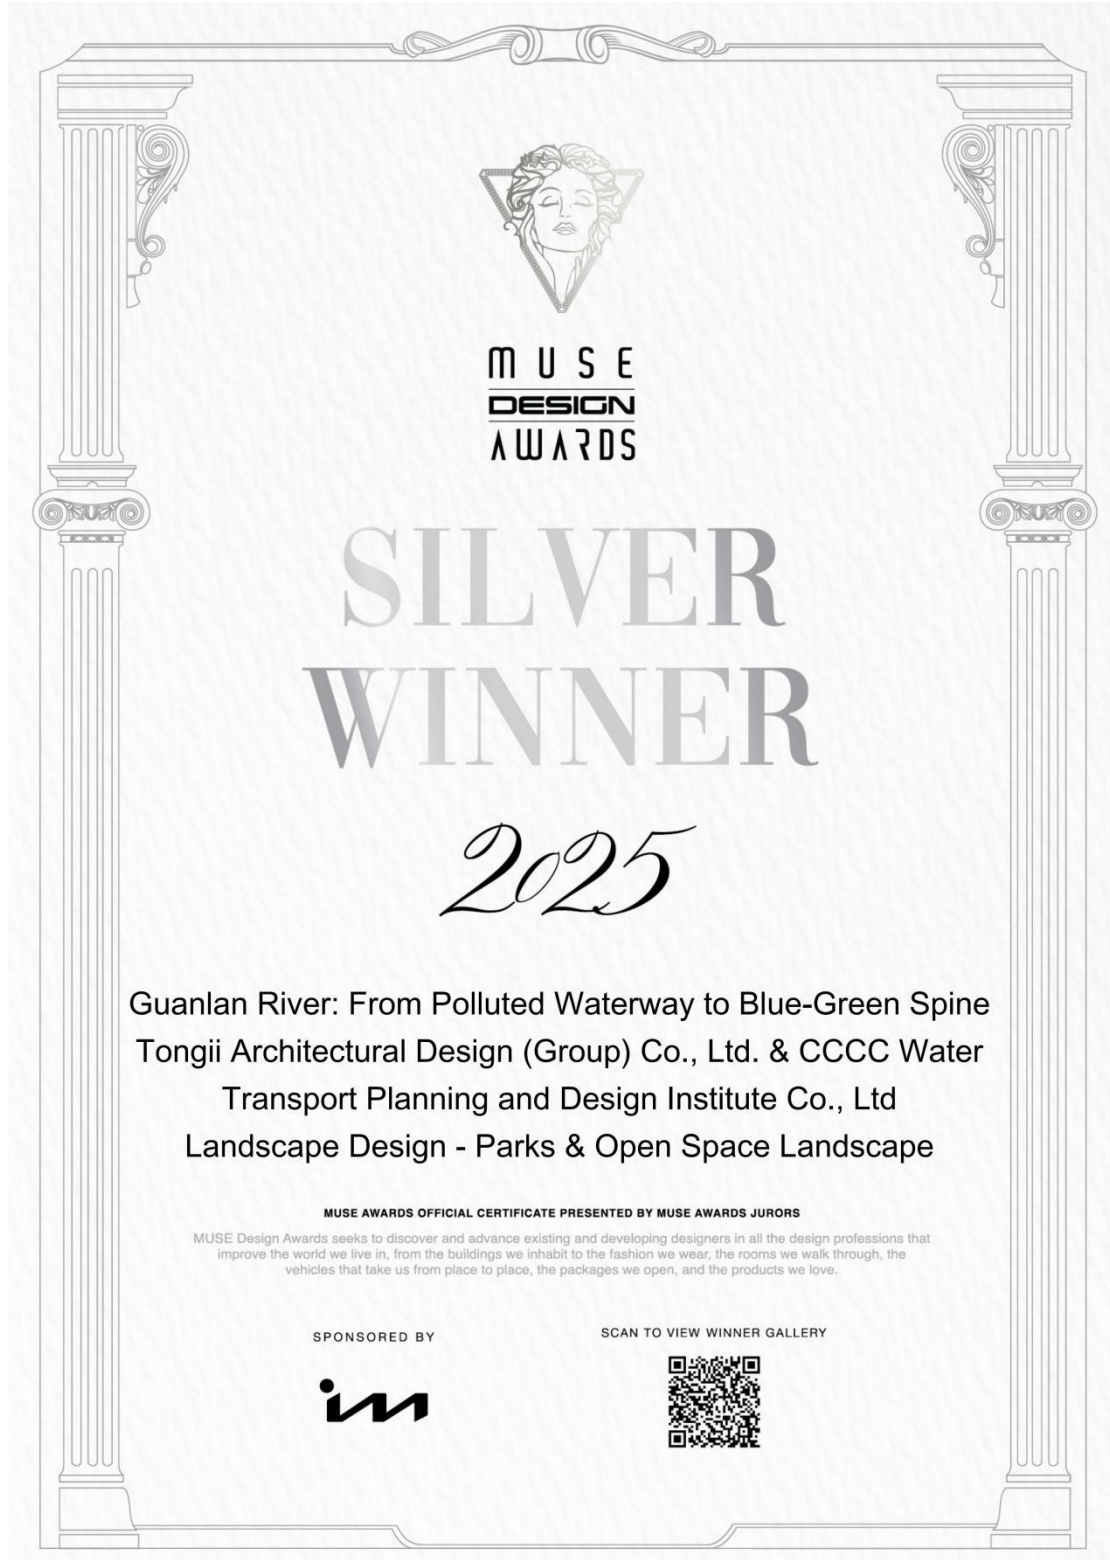 MUSE
DESIGN
AWARDS
SILVER
WINNER
2025
Guanlan River: From Polluted Waterway to Blue-Green Spine
Tongii Architectural Design (Group) Co., Ltd. & CCCC Water
Transport Planning and Design Institute Co., Ltd
Landscape Design - Parks & Open Space Landscape
MUSE AWARDS OFFICIAL CERTIFICATE PRESENTED BY MUSE AWARDS JURORS
MUSE Design Awards seeks to discover and advance existing and developing designers in all the design professions that
improve the world we live in, from the buildings we inhabit to the fashion we wear, the rooms we walk through, the
vehicles that take us from place to place, the packages we open, and the products we love.
SPONSORED BY
im
SCAN TO VIEW WINNER GALLERY